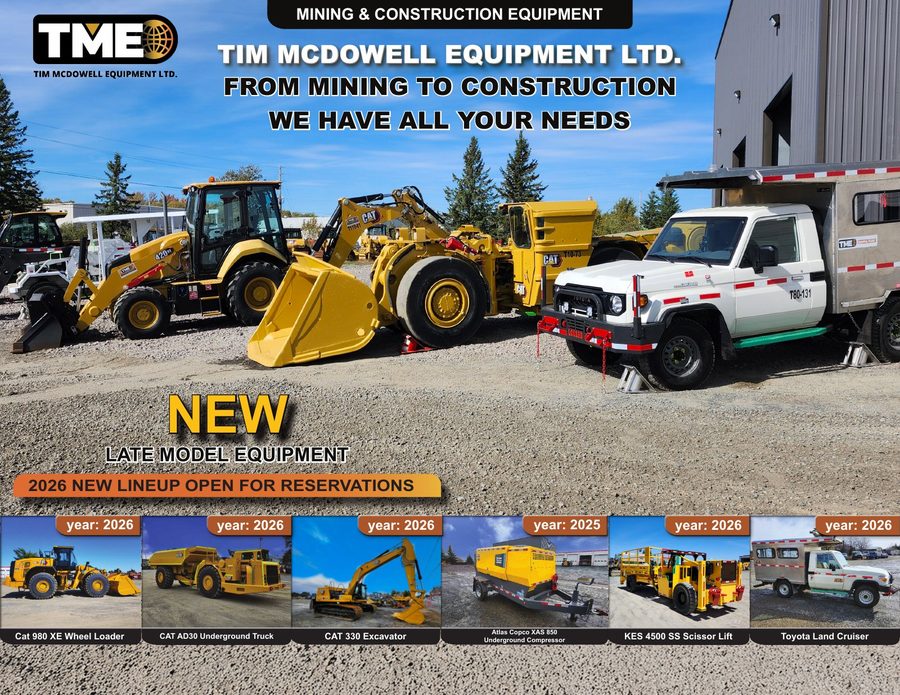 MINING & CONSTRUCTION EQUIPMENT
TME
TIM MCDOWELL EQUIPMENT LTD.
TIM MCDOWELL EQUIPMENT LTD.
FROM MINING TO CONSTRUCTION
WE HAVE ALL YOUR NEEDS
CAT
420
CAT
T10-73
TME
T80-131
NEW
LATE MODEL EQUIPMENT
2026 NEW LINEUP OPEN FOR RESERVATIONS
year: 2026
year: 2026
year: 2026
year: 2025
year: 2026
year: 2026
Cat 980 XE Wheel Loader
CAT AD30 Underground Truck
CAT 330 Excavator
Atlas Copco XAS 850
Underground Compressor
KES 4500 SS Scissor Lift
Toyota Land Cruiser